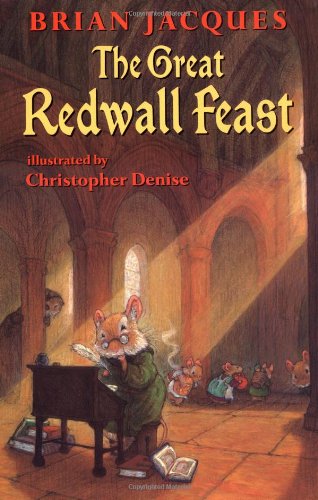 BRIAN JACQUES
The Great
Redwall Feast
illustrated by
Christopher Denise